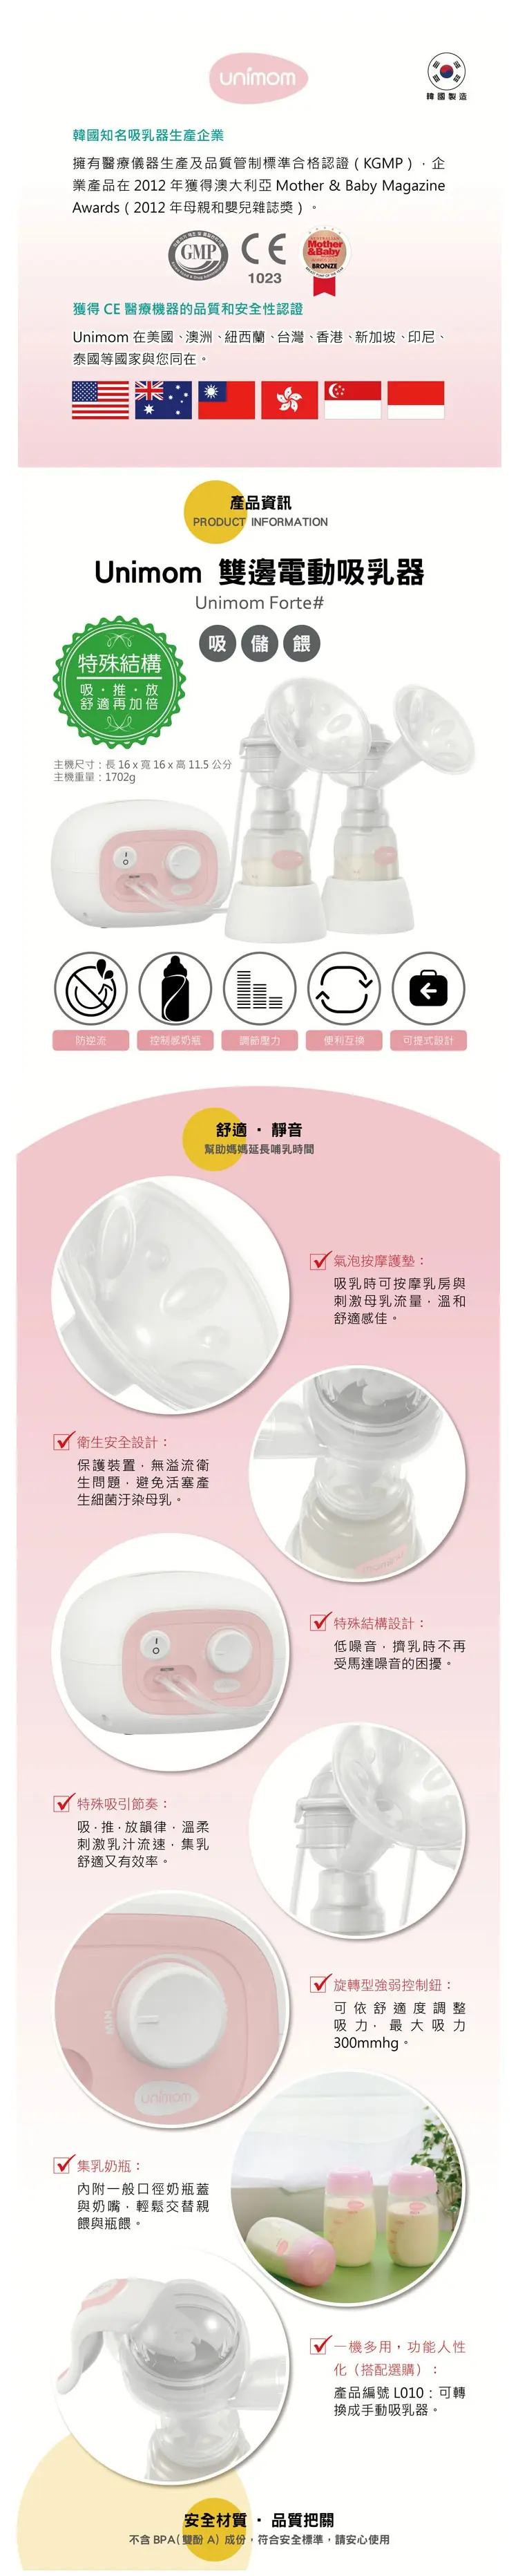 unimom
韓國製造
韓國知名吸乳器生產企業
擁有醫療儀器生產及品質管制標準合格認證 ( KGMP ) ，企
業產品在 2012 年獲得澳大利亞 Mother & Baby Magazine
Awards ( 2012 年母親和嬰兒雜誌獎 ) 。
GMP
CE
1023
Mother
&Baby
BRONZE
獲得 CE 醫療機器的品質和安全性認證
Unimom 在美國、澳洲、紐西蘭、台灣、香港、新加坡、印尼、
泰國等國家與您同在。
產品資訊
PRODUCT INFORMATION
Unimom 雙邊電動吸乳器
Unimom Forte#
吸 儲 餵
特殊結構
吸・推・放
舒適再加倍
主機尺寸：長 16 x 寬 16 x 高 11.5 公分
主機重量：1702g
防逆流
控制感奶瓶
調節壓力
便利互換
可提式設計
舒適 ・ 靜音
幫助媽媽延長哺乳時間
氣泡按摩護墊：
吸乳時可按摩乳房與
刺激母乳流量，溫和
舒適感佳。
衛生安全設計：
保護裝置，無溢流衛
生問題，避免活塞產
生細菌汙染母乳。
特殊結構設計：
低噪音，擠乳時不再
受馬達噪音的困擾。
特殊吸引節奏：
吸·推·放韻律，溫柔
刺激乳汁流速，集乳
舒適又有效率。
MIN
unimom
旋轉型強弱控制鈕：
可依舒適度調整
吸力，最大吸力
300mmhg。
集乳奶瓶：
內附一般口徑奶瓶蓋
與奶嘴，輕鬆交替親
餵與瓶餵。
一機多用，功能人性
化（搭配選購）：
產品編號 L010：可轉
換成手動吸乳器。
安全材質 ・ 品質把關
不含 BPA( 雙酚 A) 成份，符合安全標準，請安心使用